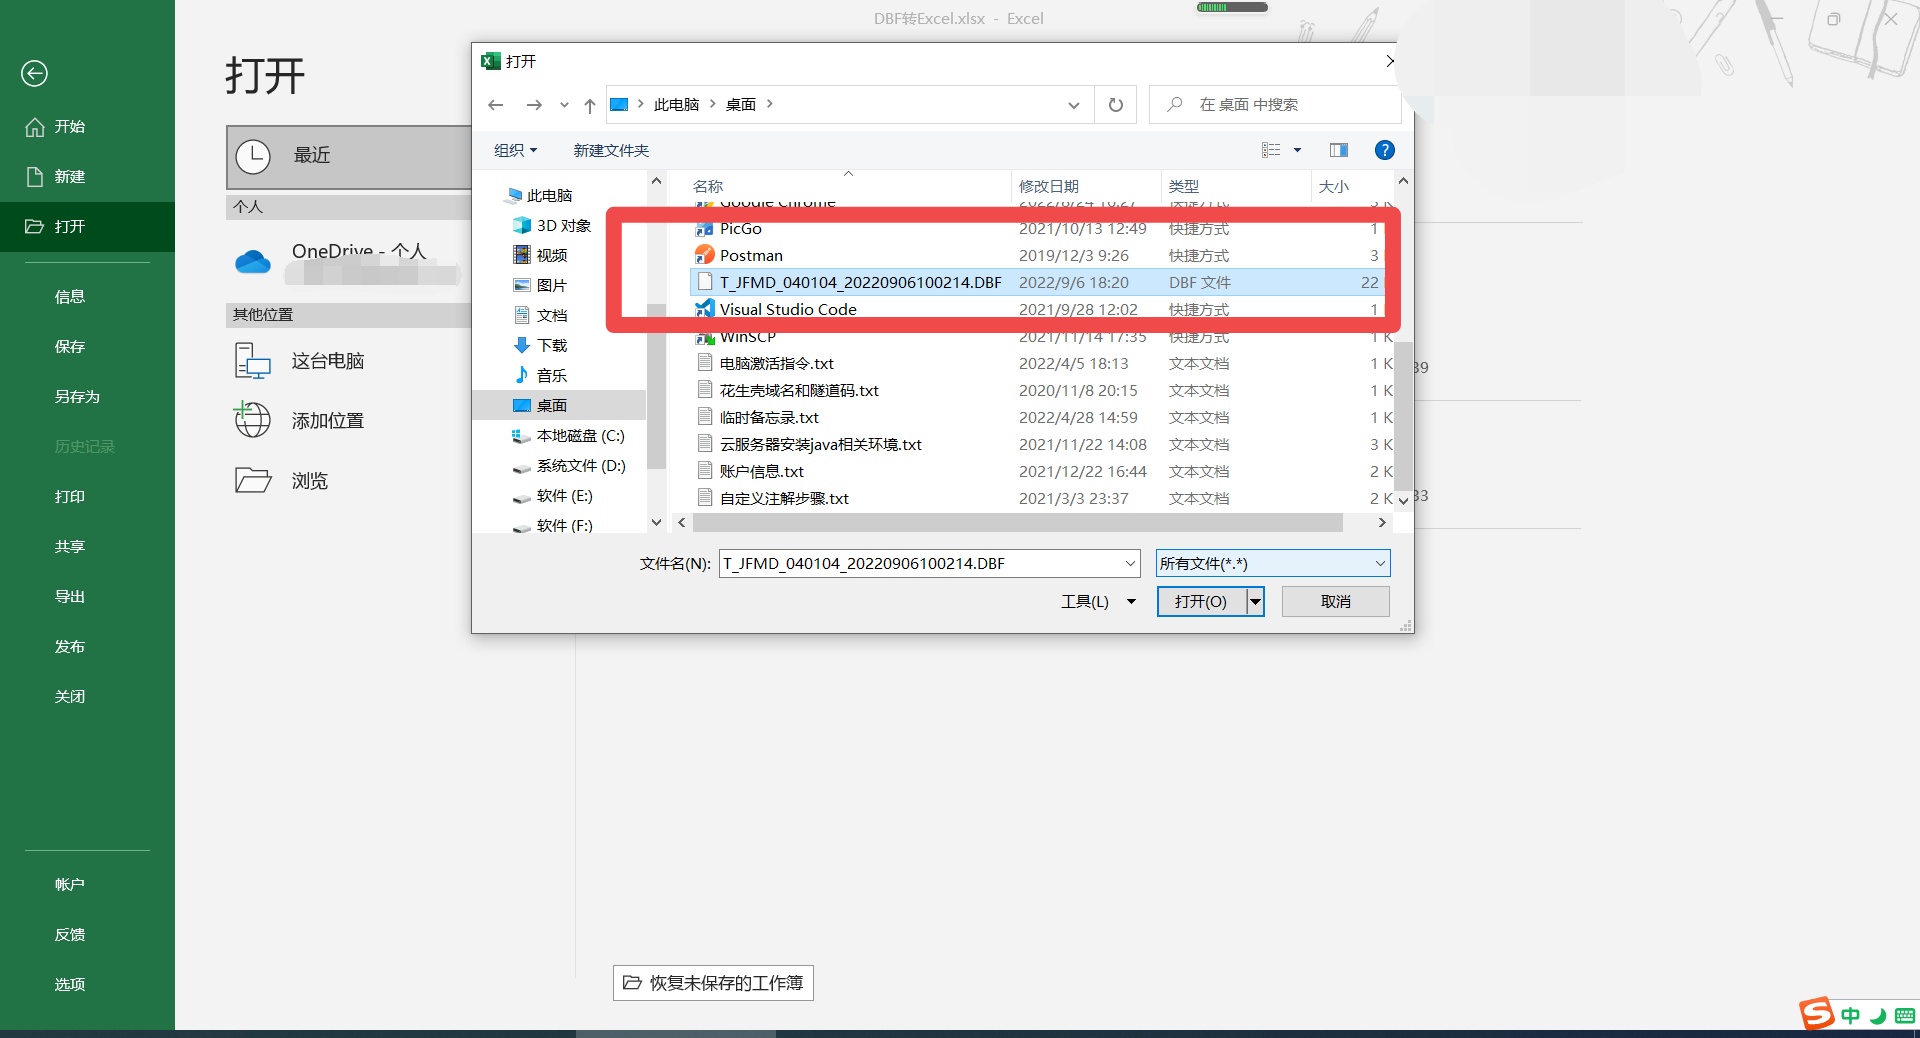 DBF转Excel.xlsx - Excel
打开
开始
新建
打开
信息
保存
另存为
历史记录
打印
共享
导出
发布
关闭
帐户
反馈
选项
打开
最近
个人
OneDrive - 个人
其他位置
这台电脑
添加位置
浏览
恢复未保存的工作簿
打开
此电脑 桌面
在 桌面 中搜索
组织
新建文件夹
此电脑
3D 对象
视频
图片
文档
下载
音乐
桌面
本地磁盘 (C:)
系统文件 (D:)
软件 (E:)
软件 (F:)
名称 修改日期 类型 大小
Google Chrome 2022/8/24 16:27 快捷方式 3 K
PicGo 2021/10/13 12:49 快捷方式 1
Postman 2019/12/3 9:26 快捷方式 3
T_JFMD_040104_20220906100214.DBF 2022/9/6 18:20 DBF 文件 22
Visual Studio Code 2021/9/28 12:02 快捷方式 1
WinSCP 2021/11/14 17:35 快捷方式 1 K
电脑激活指令.txt 2022/4/5 18:13 文本文档 1 K
花生壳域名和隧道码.txt 2020/11/8 20:15 文本文档 1 K
临时备忘录.txt 2022/4/28 14:59 文本文档 1 K
云服务器安装java相关环境.txt 2021/11/22 14:08 文本文档 3 K
账户信息.txt 2021/12/22 16:44 文本文档 2 K
自定义注解步骤.txt 2021/3/3 23:37 文本文档 2 K
39
33
文件名(N): T_JFMD_040104_20220906100214.DBF 所有文件(*.*)
工具(L) 打开(O) 取消
中